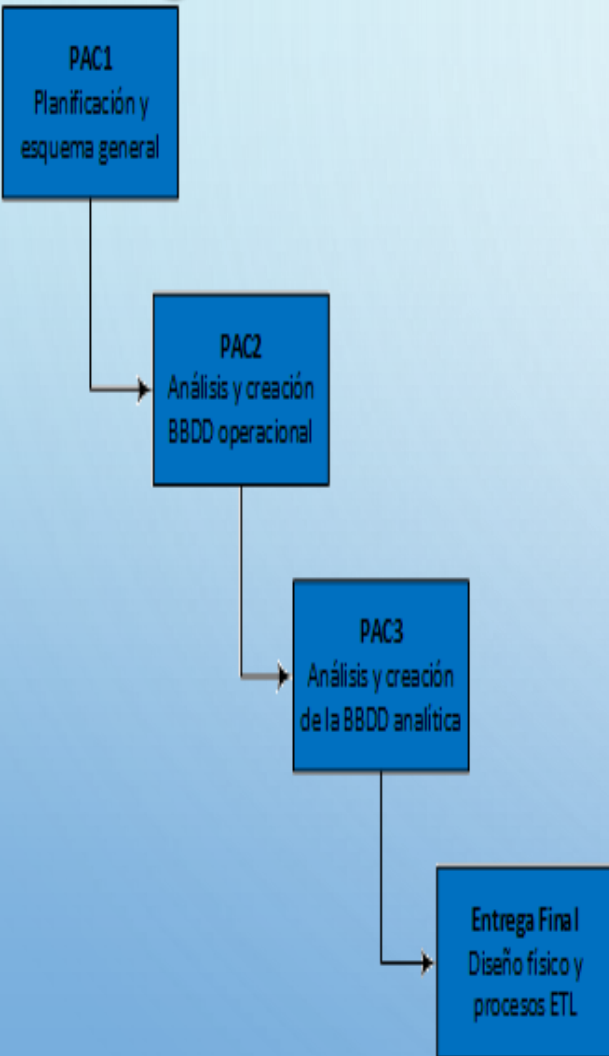 PAC1
Planificación y
esquema general
PAC2
Análisis y creación
BBDD operacional
PAC3
Análisis y creación
de la BBDD analítica
Entrega Final
Diseño físico y
procesos ETL